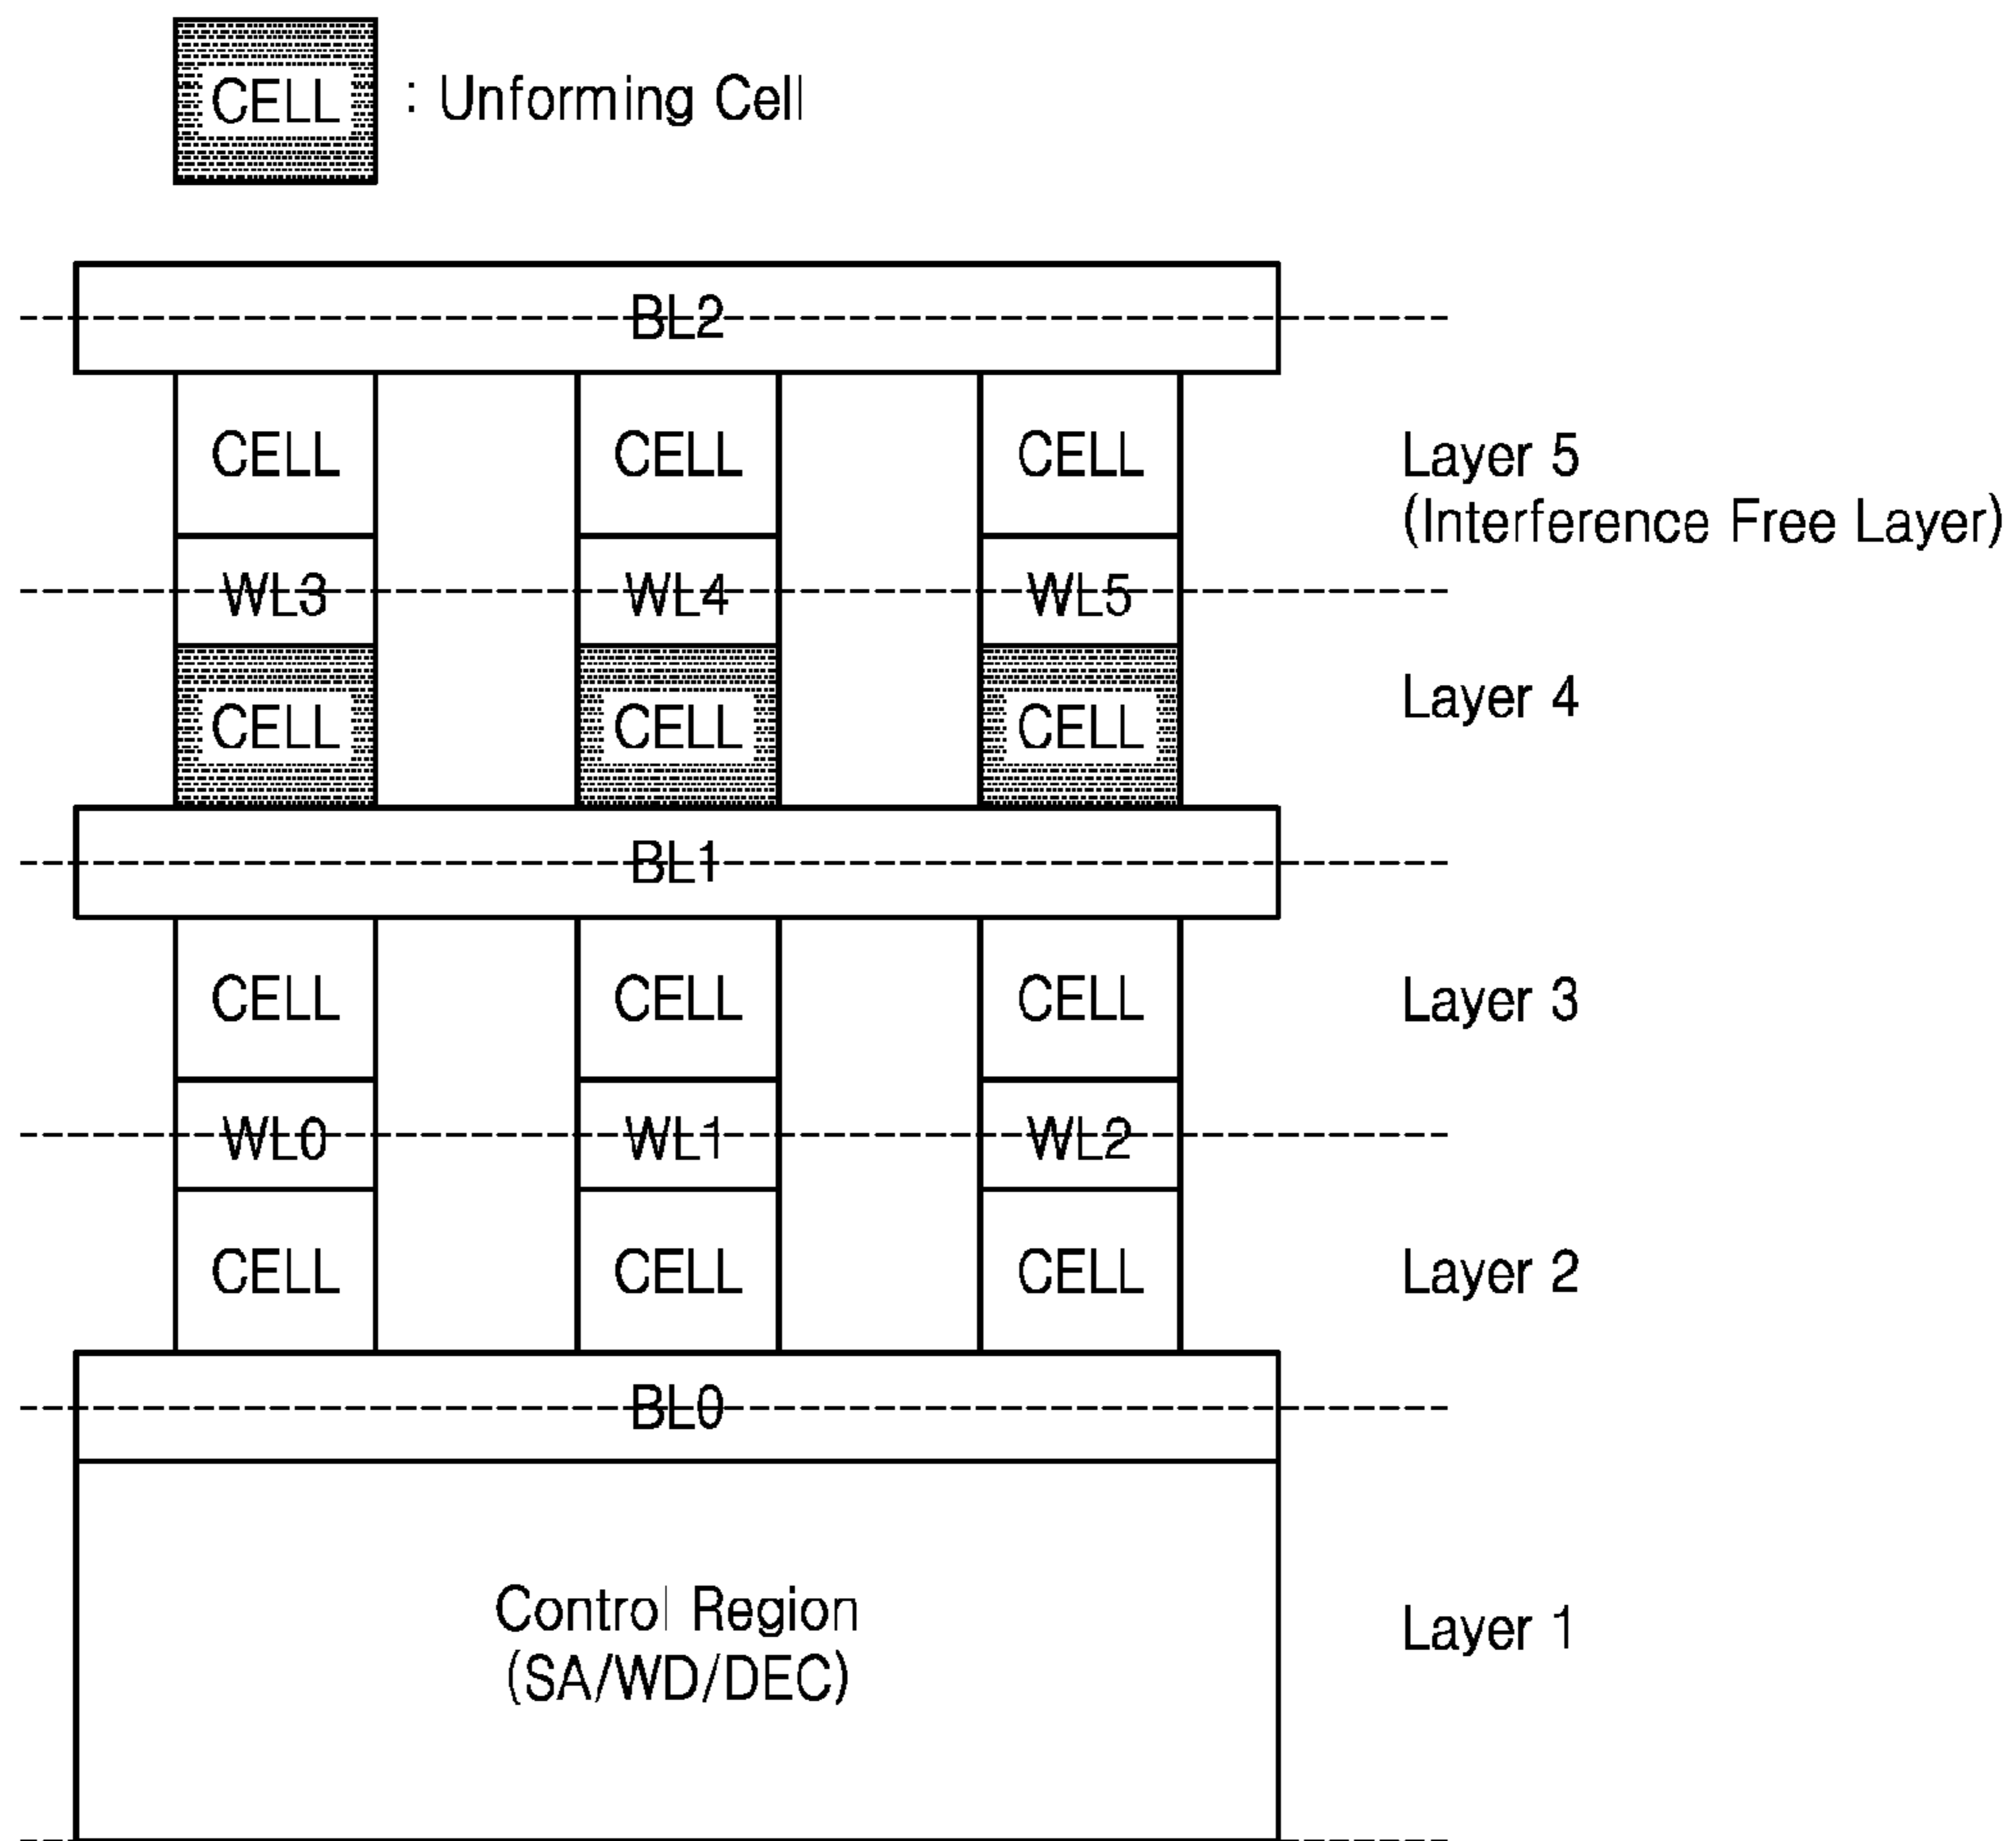 CELL : Unforming Cell
BL2
CELL CELL CELL Layer 5
(Interference Free Layer)
WL3 WL4 WL5
CELL CELL CELL Layer 4
BL1
CELL CELL CELL Layer 3
WL0 WL1 WL2
CELL CELL CELL Layer 2
BL0
Control Region Layer 1
(SA/WD/DEC)